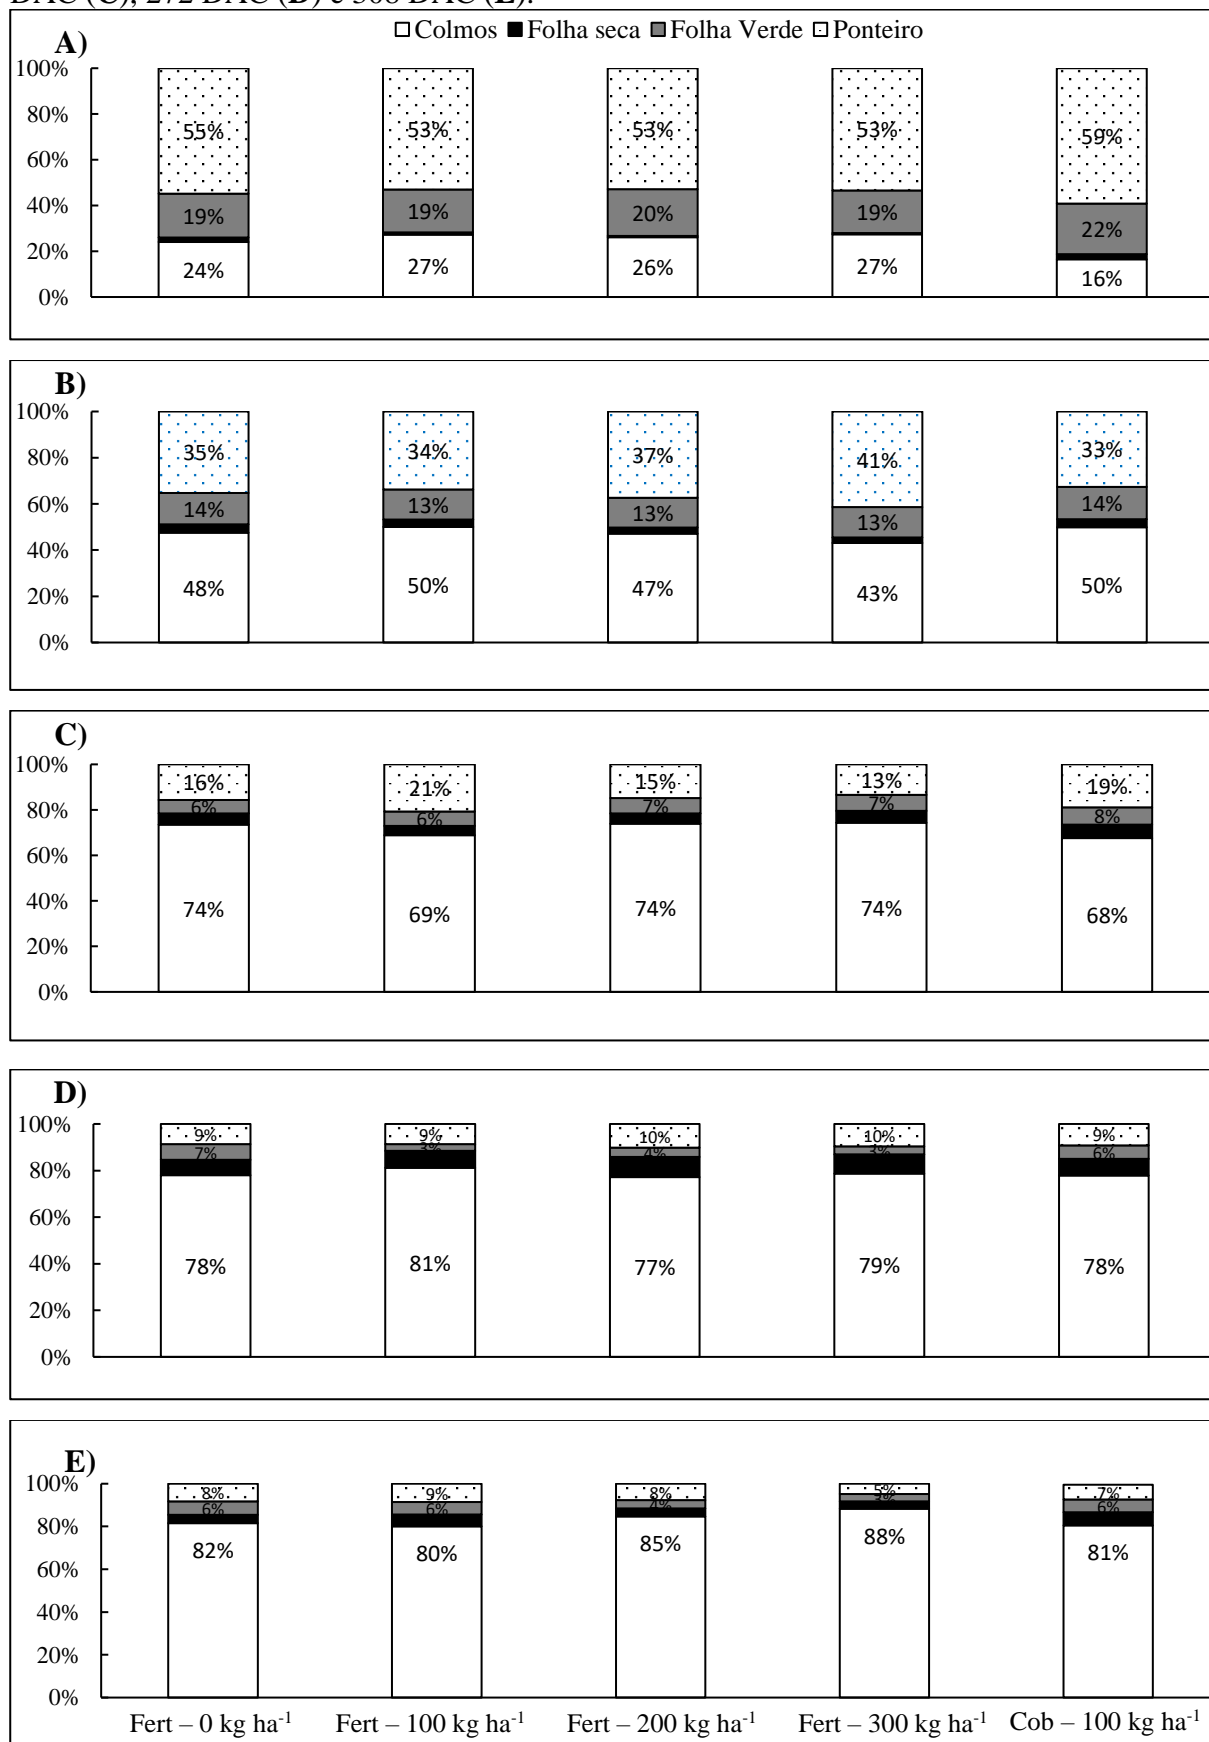 DAC (C), 272 DAC (D) e 308 DAC (E).
Colmos Folha seca Folha Verde Ponteiro
A)
100%
80%
60%
40%
20%
0%
55% 53% 53% 53% 59%
19% 19% 20% 19% 22%
24% 27% 26% 27% 16%
B)
100%
80%
60%
40%
20%
0%
35% 34% 37% 41% 33%
14% 13% 13% 13% 14%
48% 50% 47% 43% 50%
C)
100%
80%
60%
40%
20%
0%
16% 21% 15% 13% 19%
6% 6% 7% 7% 8%
74% 69% 74% 74% 68%
D)
100%
80%
60%
40%
20%
0%
9% 9% 10% 10% 9%
7% 3% 4% 3% 6%
78% 81% 77% 79% 78%
E)
100%
80%
60%
40%
20%
0%
8% 9% 8% 5% 7%
6% 6% 4% 6%
82% 80% 85% 88% 81%
Fert – 0 kg ha-1 Fert – 100 kg ha-1 Fert – 200 kg ha-1 Fert – 300 kg ha-1 Cob – 100 kg ha-1